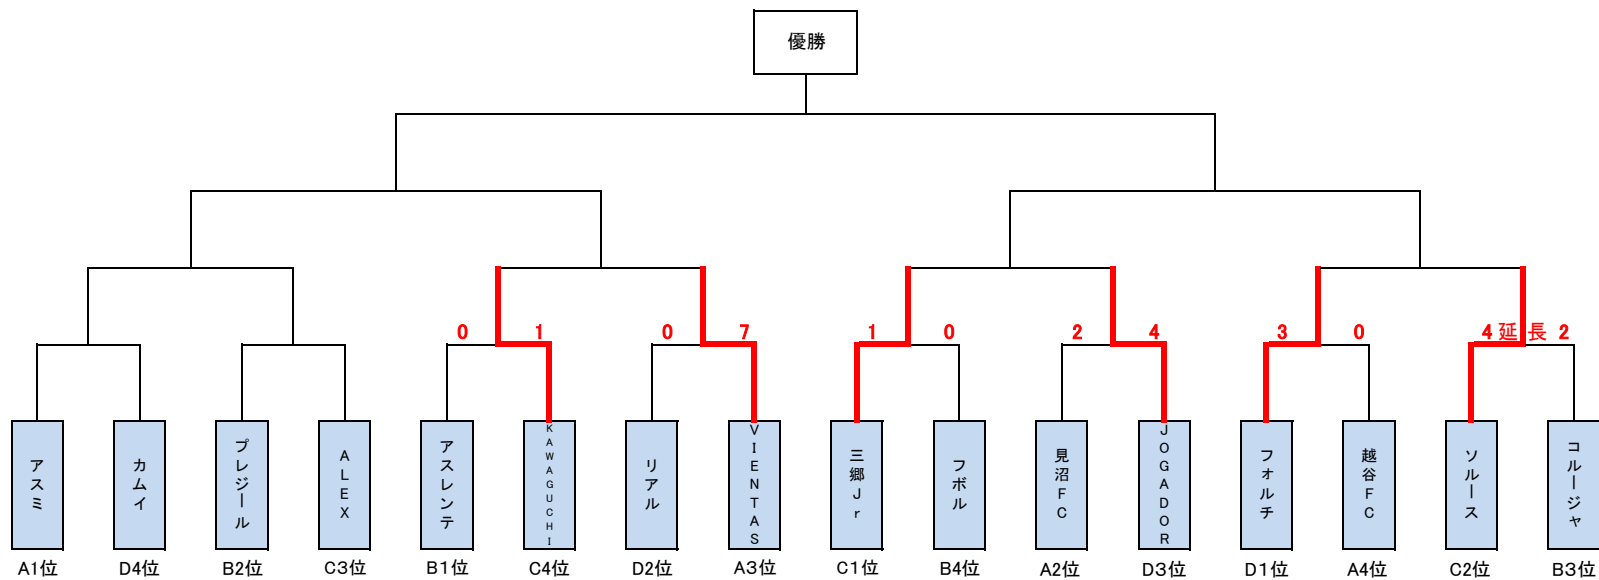 優勝
0 1 0 7 1 0 2 4 3 0 4 延長 2
アスミ
カムイ
プレジール
ALEX
アスレンテ
KAWAGUCHI
リアル
VIENTAS
三郷Jr
フボル
見沼FC
JOGADOR
フォルチ
越谷FC
ソルース
コルージャ
A1位 D4位 B2位 C3位 B1位 C4位 D2位 A3位 C1位 B4位 A2位 D3位 D1位 A4位 C2位 B3位